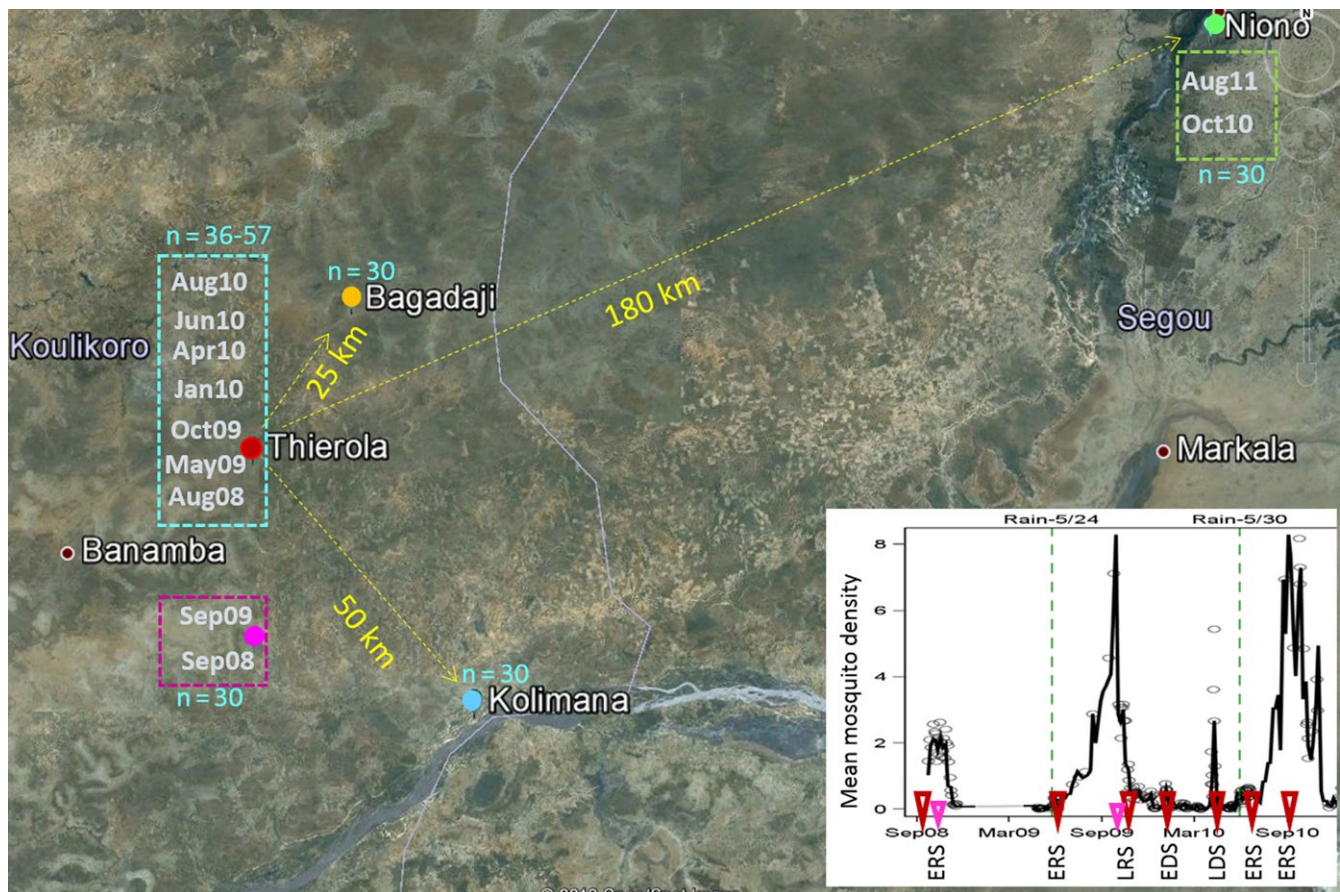 Niono
N
Aug11
Oct10
n = 30
n = 36-57
Aug10
Jun10
Apr10
Jan10
Oct09
May09
Aug08
Koulikoro
n = 30
Bagadaji
25 km
180 km
Segou
Thierola
Markala
Banamba
Sep09
Sep08
n = 30
50 km
n = 30
Kolimana
Rain-5/24
Rain-5/30
Mean mosquito density
8
6
4
2
0
Sep08
Mar09
Sep09
Mar10
Sep10
ERS
ERS
LRS
EDS
LDS
ERS
ERS